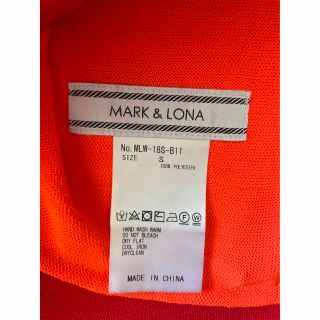 MARK & LONA
No.MLW-18S-B11
SIZE S
100% POLYESTER
HAND WASH WARM
DO NOT BLEACH
DRY FLAT
COOL IRON
DRYCLEAN
MADE IN CHINA